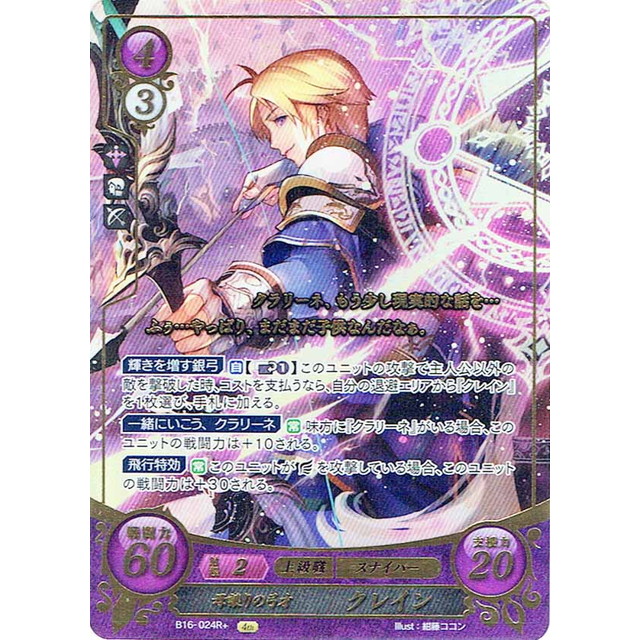 4
3
クラリーネ、もう少し現実的な話を…
ふぅ…やっぱり、まだまだ子供なんだなぁ。
輝きを増す銀弓 自【1】このユニットの攻撃で主人公以外の
敵を撃破した時、コストを支払うなら、自分の退避エリアから『クレイン』
を1枚選び、手札に加える。
一緒にいこう、クラリーネ 常 味方に『クラリーネ』がいる場合、このユ
ニットの戦闘力は+10される。
飛行特効 常 このユニットが を攻撃している場合、このユニット
の戦闘力は+30される。
戦闘力
60
2
上級職
スナイパー
支援力
20
クレイン
B16-024R+
4th
Illust：細藤ココン